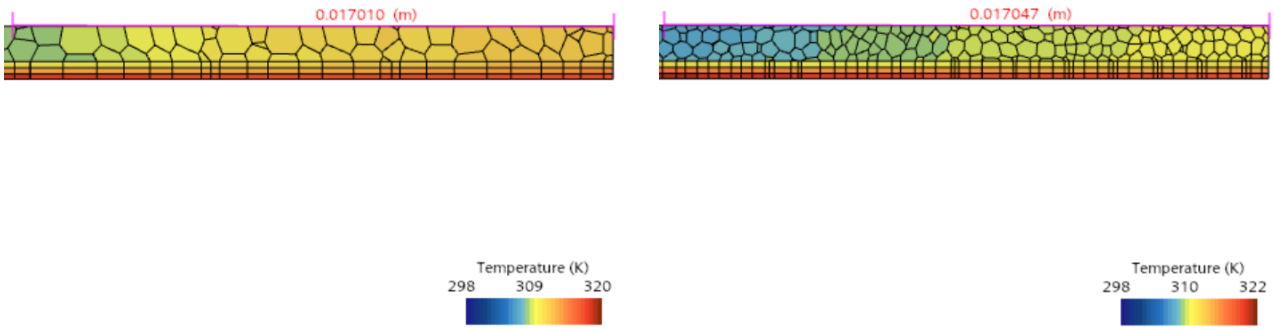 0.017010 (m)
0.017047 (m)
Temperature (K)
298 309 320
Temperature (K)
298 310 322